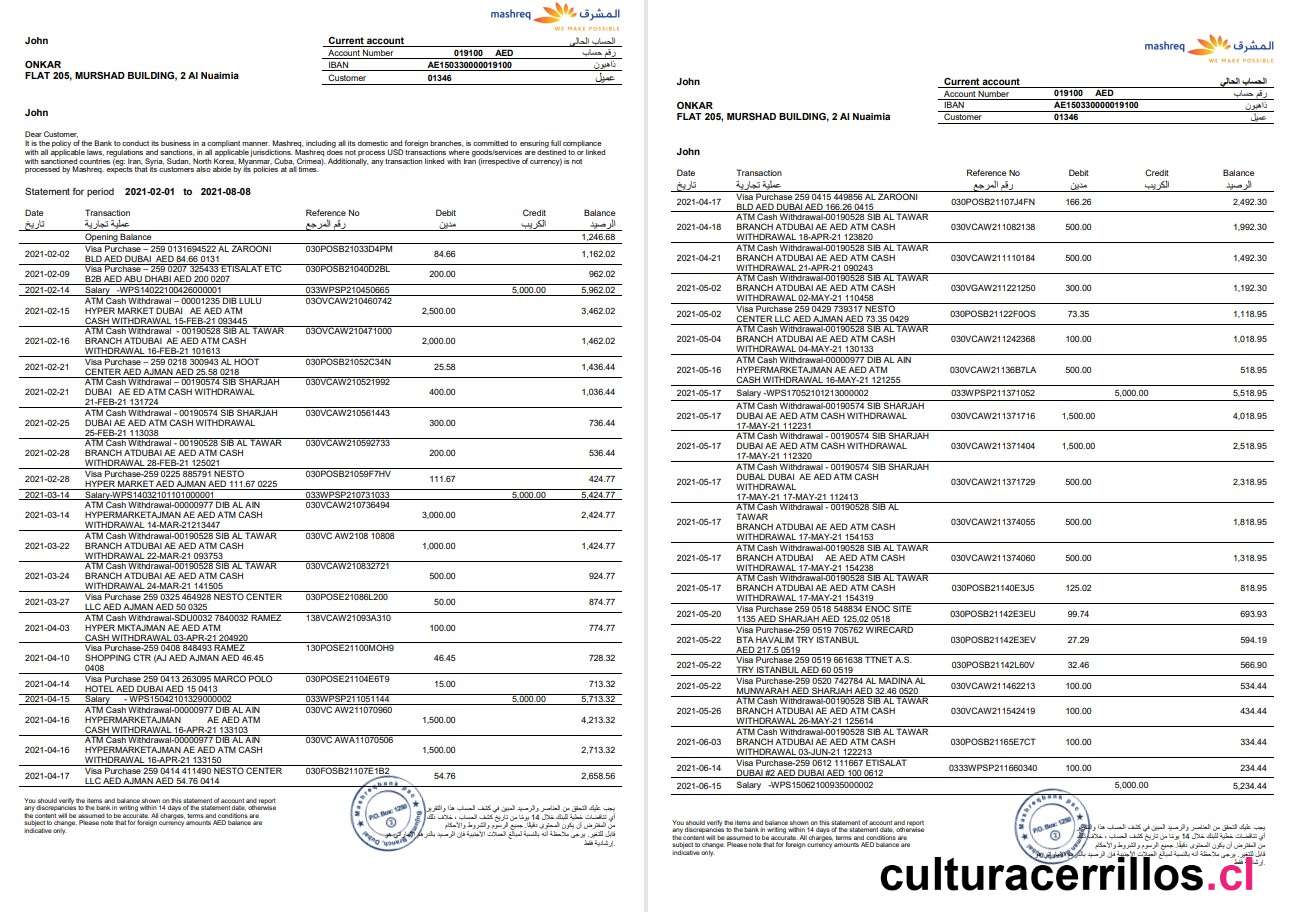 mashreq المشرق
WE MAKE POSSIBLE
John
ONKAR
FLAT 205, MURSHAD BUILDING, 2 Al Nuaimia
Current account الحساب الحالي
Account Number 019100 AED رقم حساب
IBAN AE150330000019100 ذاهبون
Customer 01346 عميل
John
Dear Customer,
It is the policy of the Bank to conduct its business in a compliant manner. Mashreq, including all its domestic and foreign branches, is committed to ensuring full compliance
with all applicable laws, regulations and sanctions, in all applicable jurisdictions. Mashreq does not process USD transactions where goods/services are destined to or linked
with sanctioned countries (eg: Iran, Syria, Sudan, North Korea, Myanmar, Cuba, Crimea). Additionally, any transaction linked with Iran (irrespective of currency) is not
processed by Mashreq. expects that its customers also abide by its policies at all times.
Statement for period 2021-02-01 to 2021-08-08
Date Transaction Reference No Debit Credit Balance
تاريخ عملية تجارية رقم المرجع مدين الكريبت الرصيد
Opening Balance 1,246.68
2021-02-02 Visa Purchase – 259 0131694522 AL ZAROONI 030POSB21033D4PM 84.66 1,162.02
BLD AED DUBAI AED 84.66 0131
2021-02-09 Visa Purchase – 259 0207 325433 ETISALAT ETC 030POSB21040D2BL 200.00 962.02
B2B AED ABU DHABI AED 200 0207
2021-02-14 Salary -WPS14022100426000001 033WPSP210450665 5,000.00 5,962.02
2021-02-15 ATM Cash Withdrawal – 00001235 DIB LULU 03OVCAW210460742 2,500.00 3,462.02
HYPER MARKET DUBAI AE AED ATM
CASH WITHDRAWAL 15-FEB-21 093445
2021-02-16 ATM Cash Withdrawal - 00190528 SIB AL TAWAR 03OVCAW210471000 2,000.00 1,462.02
BRANCH ATDUBAI AE AED ATM CASH
WITHDRAWAL 16-FEB-21 101613
2021-02-21 Visa Purchase – 259 0218 300943 AL HOOT 030POSB21052C34N 25.58 1,436.44
CENTER AED AJMAN AED 25.58 0218
2021-02-21 ATM Cash Withdrawal – 00190574 SIB SHARJAH 030VCAW210521992 400.00 1,036.44
DUBAI AE ED ATM CASH WITHDRAWAL
21-FEB-21 131724
2021-02-25 ATM Cash Withdrawal - 00190574 SIB SHARJAH 030VCAW210561443 300.00 736.44
DUBAI AE AED ATM CASH WITHDRAWAL
25-FEB-21 113038
2021-02-28 ATM Cash Withdrawal - 00190528 SIB AL TAWAR 030VCAW210592733 200.00 536.44
BRANCH ATDUBAI AE AED ATM CASH
WITHDRAWAL 28-FEB-21 125021
2021-02-28 Visa Purchase-259 0225 885791 NESTO 030POSB21059F7HV 111.67 424.77
HYPER MARKET AED AJMAN AED 111.67 0225
2021-03-14 Salary-WPS14032101101000001 033WPSP210731033 5,000.00 5,424.77
2021-03-14 ATM Cash Withdrawal-00000977 DIB AL AIN 030VCAW210736494 3,000.00 2,424.77
HYPERMARKETAJMAN AE AED ATM CASH
WITHDRAWAL 14-MAR-21213447
2021-03-22 ATM Cash Withdrawal-00190528 SIB AL TAWAR 030VC AW2108 10808 1,000.00 1,424.77
BRANCH ATDUBAI AE AED ATM CASH
WITHDRAWAL 22-MAR-21 093753
2021-03-24 ATM Cash Withdrawal-00190528 SIB AL TAWAR 030VCAW210832721 500.00 924.77
BRANCH ATDUBAI AE AED ATM CASH
WITHDRAWAL 24-MAR-21 141505
2021-03-27 Visa Purchase 259 0325 464928 NESTO CENTER 030POSE21086L200 50.00 874.77
LLC AED AJMAN AED 50 0325
2021-04-03 ATM Cash Withdrawal-SDU0032 7840032 RAMEZ 138VCAW21093A310 100.00 774.77
HYPER MKTAJMAN AE AED ATM
CASH WITHDRAWAL 03-APR-21 204920
2021-04-10 Visa Purchase-259 0408 848493 RAMEZ 130POSEE21100MOH9 46.45 728.32
SHOPPING CTR (AJ AED AJMAN AED 46.45
0408
2021-04-14 Visa Purchase 259 0413 263095 MARCO POLO 030POSE21104E6T9 15.00 713.32
HOTEL AED DUBAI AED 15 0413
2021-04-15 Salary - WPS15042101329000002 033WPSP211051144 5,000.00 5,713.32
2021-04-16 ATM Cash Withdrawal-00000977 DIB AL AIN 030VC AW211070960 1,500.00 4,213.32
HYPERMARKETAJMAN AE AED ATM
CASH WITHDRAWAL 16-APR-21 133103
2021-04-16 ATM Cash Withdrawal-00000977 DIB AL AIN 030VC AWA11070506 1,500.00 2,713.32
HYPERMARKETAJMAN AE AED ATM CASH
WITHDRAWAL 16-APR-21 133150
2021-04-17 Visa Purchase 259 0414 411490 NESTO CENTER 030FOSB21107E1B2 54.76 2,658.56
LLC AED AJMAN AED 54.76 0414
You should verify the items and balance shown on this statement of account and report
any discrepancies to the bank in writing within 14 days of the statement date, otherwise
the content will be assumed to be accurate. All charges, terms and conditions are
subject to change. Please note that for foreign currency amounts AED balance are
indicative only.
يجب عليك التحقق من العناصر والرصيد المبين في كشف الحساب هذا والتقرير
أي تناقضات خطية للبنك خلال 14 يومًا من تاريخ كشف الحساب ، خلاف ذلك
من المفترض أن يكون المحتوى دقيقًا. جميع الرسوم والشروط والأحكام
قابل للتغيير. يرجى ملاحظة أنه بالنسبة لمبالغ العملات الأجنبية فإن الرصيد بالدرهم الإماراتي هو
إرشادية فقط.
Mashreqbank psc
P.O. Box: 1250
mashreq المشرق
WE MAKE POSSIBLE
John
ONKAR
FLAT 205, MURSHAD BUILDING, 2 Al Nuaimia
Current account الحساب الحالي
Account Number 019100 AED رقم حساب
IBAN AE150330000019100 ذاهبون
Customer 01346 عميل
John
Date Transaction Reference No Debit Credit Balance
تاريخ عملية تجارية رقم المرجع مدين الكريبت الرصيد
2021-04-17 Visa Purchase 259 0415 449856 AL ZAROONI 030POSB21107J4FN 166.26 2,492.30
BLD AED DUBAI AED 166.26 0415
2021-04-18 ATM Cash Withdrawal-00190528 SIB AL TAWAR 030VCAW211082138 500.00 1,992.30
BRANCH ATDUBAI AE AED ATM CASH
WITHDRAWAL 18-APR-21 123820
2021-04-21 ATM Cash Withdrawal-00190528 SIB AL TAWAR 030VCAW211110184 500.00 1,492.30
BRANCH ATDUBAI AE AED ATM CASH
WITHDRAWAL 21-APR-21 090243
2021-05-02 ATM Cash Withdrawal-00190528 SIB AL TAWAR 030VGAW211221250 300.00 1,192.30
BRANCH ATDUBAI AE AED ATM CASH
WITHDRAWAL 02-MAY-21 110458
2021-05-02 Visa Purchase 259 0429 739317 NESTO 030POSB21122F0OS 73.35 1,118.95
CENTER LLC AED AJMAN AED 73.35 0429
2021-05-04 ATM Cash Withdrawal-00190528 SIB AL TAWAR 030VCAW211242368 100.00 1,018.95
BRANCH ATDUBAI AE AED ATM CASH
WITHDRAWAL 04-MAY-21 130133
2021-05-16 ATM Cash Withdrawal-00000977 DIB AL AIN 030VCAW21136B7LA 500.00 518.95
HYPERMARKETAJMAN AE AED ATM
CASH WITHDRAWAL 16-MAY-21 121255
2021-05-17 Salary -WPS17052101213000002 033WPSP211371052 5,000.00 5,518.95
2021-05-17 ATM Cash Withdrawal-00190574 SIB SHARJAH 030VCAW211371716 1,500.00 4,018.95
DUBAI AE AED ATM CASH WITHDRAWAL
17-MAY-21 112231
2021-05-17 ATM Cash Withdrawal-00190574 SIB SHARJAH 030VCAW211371404 1,500.00 2,518.95
DUBAI AE AED ATM CASH WITHDRAWAL
17-MAY-21 112320
2021-05-17 ATM Cash Withdrawal - 00190574 SIB SHARJAH 030VCAW211371729 500.00 2,318.95
DUBAL DUBAI AE AED ATM CASH
WITHDRAWAL
17-MAY-21 17-MAY-21 112413
2021-05-17 ATM Cash Withdrawal - 00190528 SIB AL 030VCAW211374055 500.00 1,818.95
TAWAR
BRANCH ATDUBAI AE AED ATM CASH
WITHDRAWAL 17-MAY-21 154153
2021-05-17 ATM Cash Withdrawal-00190528 SIB AL TAWAR 030VCAW211374060 500.00 1,318.95
BRANCH ATDUBAI AE AED ATM CASH
WITHDRAWAL 17-MAY-21 154238
2021-05-17 ATM Cash Withdrawal-00190528 SIB AL TAWAR 030POSB21140E3J5 125.02 818.95
BRANCH ATDUBAI AE AED ATM CASH
WITHDRAWAL 17-MAY-21 154319
2021-05-20 Visa Purchase 259 0518 548834 ENOC SITE 030POSB21142E3EU 99.74 693.93
1135 AED SHARJAH AED 125,02 0518
2021-05-22 Visa Purchase-259 0519 705762 WIRECARD 030POSB21142E3EV 27.29 594.19
BTA HAVALIM TRY ISTANBUL
AED 217.5 0519
2021-05-22 Visa Purchase 259 0519 661638 TTNET A.S. 030POSB21142L60V 32.46 566.90
TRY ISTANBUL AED 60 0519
2021-05-22 Visa Purchase-259 0520 742784 AL MADINA AL 030VCAW211462213 100.00 534.44
MUNWARAH AED SHARJAH AED 32.46 0520
2021-05-26 ATM Cash Withdrawal-00190528 SIB AL TAWAR 030VCAW211542419 100.00 434.44
BRANCH ATDUBAI AE AED ATM CASH
WITHDRAWAL 26-MAY-21 125614
2021-06-03 ATM Cash Withdrawal-00190528 SIB AL TAWAR 030POSB21165E7CT 100.00 334.44
BRANCH ATDUBAI AE AED ATM CASH
WITHDRAWAL 03-JUN-21 122213
2021-06-14 Visa Purchase 259 0612 111667 ETISALAT 0333WPSP211660340 100.00 234.44
DUBAI #2 AED DUBAI AED 100 0612
2021-06-15 Salary -WPS15062100935000002 5,000.00 5,234.44
You should verify the items and balance shown on this statement of account and report
any discrepancies to the bank in writing within 14 days of the statement date, otherwise
the content will be assumed to be accurate. All charges, terms and conditions are
subject to change. Please note that for foreign currency amounts AED balance are
indicative only.
يجب عليك التحقق من العناصر والرصيد المبين في كشف الحساب هذا والتقرير
أي تناقضات خطية للبنك خلال 14 يومًا من تاريخ كشف الحساب ، خلاف ذلك
من المفترض أن يكون المحتوى دقيقًا. جميع الرسوم والشروط والأحكام
قابل للتغيير. يرجى ملاحظة أنه بالنسبة لمبالغ العملات الأجنبية فإن الرصيد بالدرهم
إرشادية فقط.
Mashreqbank psc
P.O. Box: 1250
culturacerrillos.cl